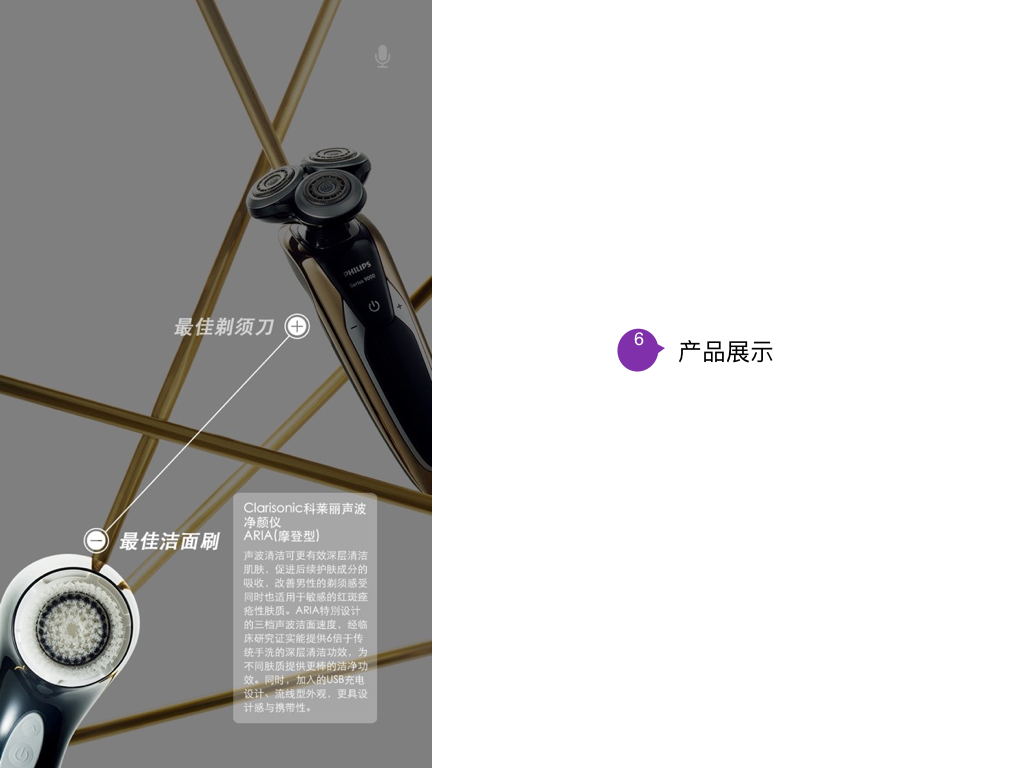 PHILIPS
Series 9000
最佳剃须刀
最佳洁面刷
Clarisonic科莱丽声波
净颜仪
ARIA(摩登型)
声波清洁可更有效深层清洁
肌肤，促进后续护肤成分的
吸收，改善男性的剃须感受
同时也适用于敏感的红斑痤
疮性肤质。ARIA特别设计
的三档声波洁面速度，经临
床研究证实能提供6倍于传
统手洗的深层清洁功效，为
不同肤质提供更棒的洁净功
效。同时，加入的USB充电
设计、流线型外观，更具设
计感与携带性。
6
产品展示